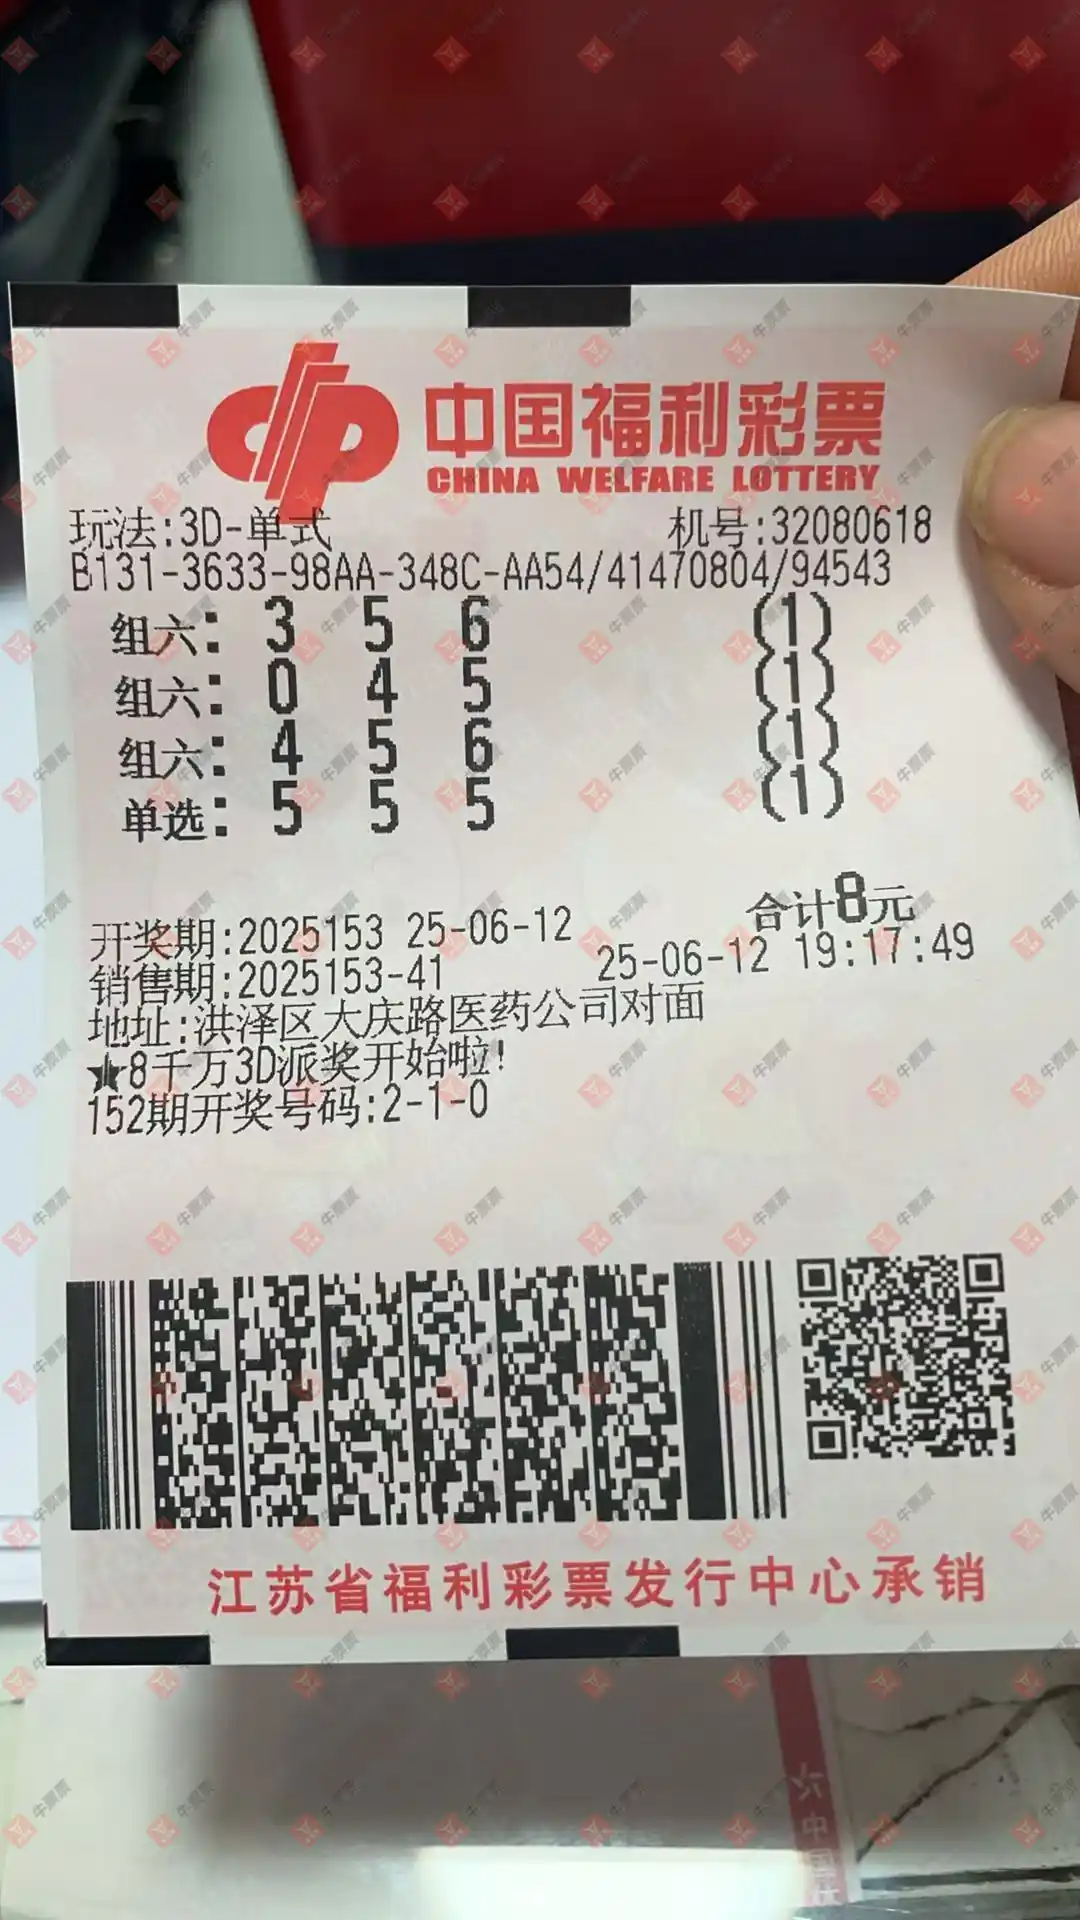 中国福利彩票
CHINA WELFARE LOTTERY
玩法:3D-单式 机号:32080618
B131-3633-98AA-348C-AA54/41470804/94543
组六: 3 5 6 (1)
组六: 0 4 5 (1)
组六: 4 5 6 (1)
单选: 5 5 5 (1)
合计8元
开奖期:2025153 25-06-12
销售期:2025153-41 25-06-12 19:17:49
地址:洪泽区大庆路医药公司对面
★8千万3D派奖开始啦!
152期开奖号码:2-1-0
江苏省福利彩票发行中心承销
牛票票